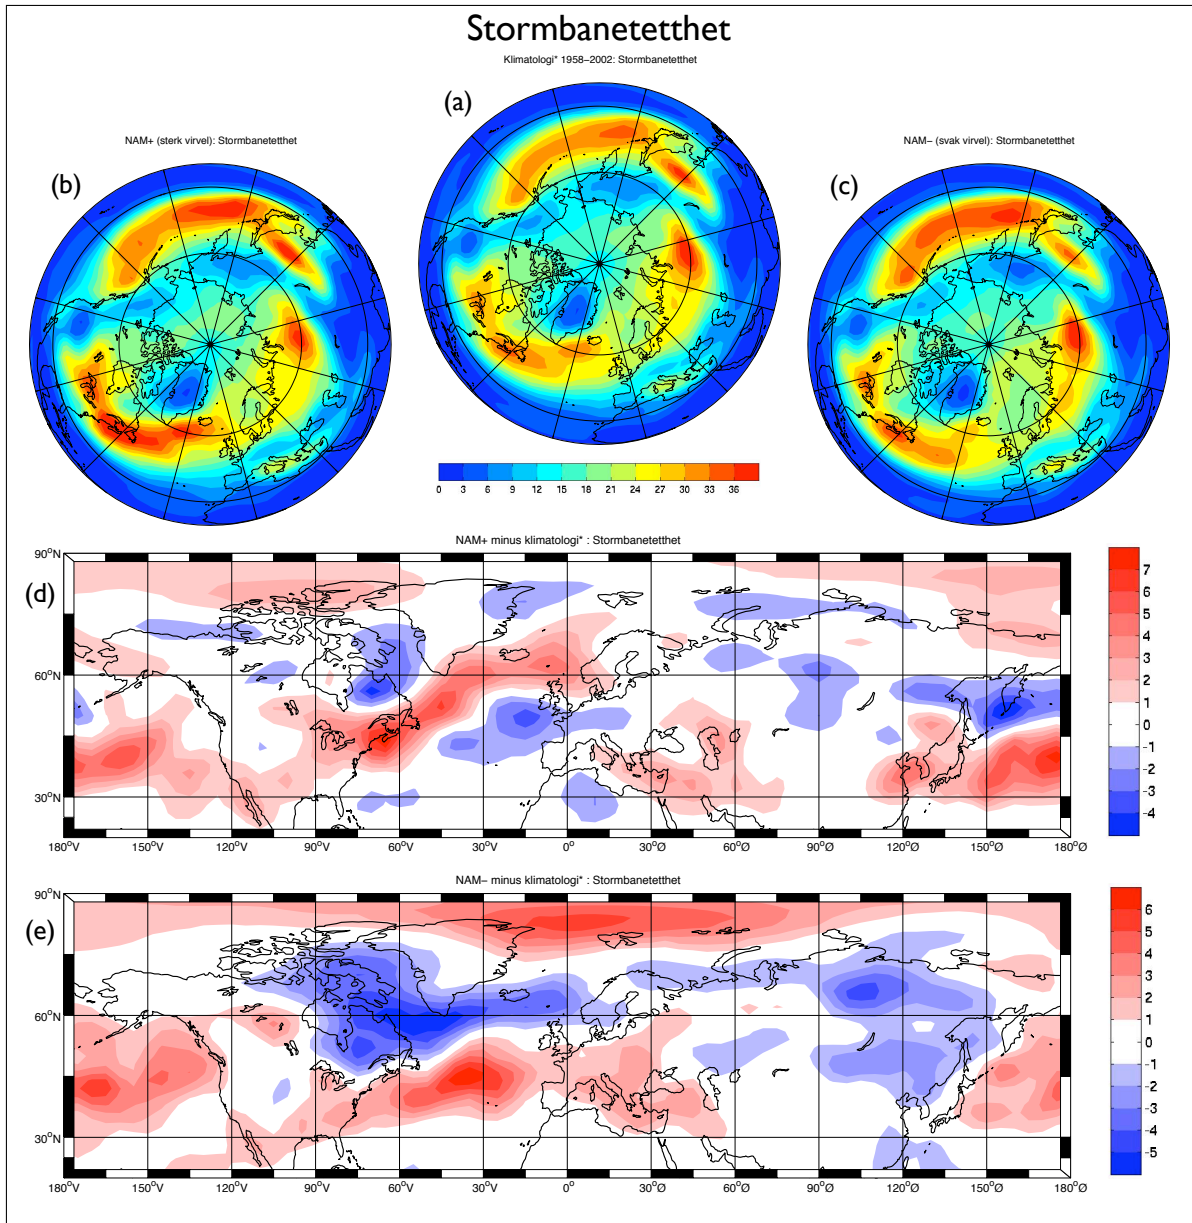 Stormbanetetthet
Klimatologi* 1958–2002: Stormbanetetthet
(a)
NAM+ (sterk virvel): Stormbanetetthet
(b)
NAM– (svak virvel): Stormbanetetthet
(c)
0 3 6 9 12 15 18 21 24 27 30 33 36
NAM+ minus klimatologi* : Stormbanetetthet
(d)
90°N
60°N
30°N
180°V 150°V 120°V 90°V 60°V 30°V 0° 30°Ø 60°Ø 90°Ø 120°Ø 150°Ø 180°Ø
7
6
5
4
3
2
1
0
-1
-2
-3
-4
NAM– minus klimatologi* : Stormbanetetthet
(e)
90°N
60°N
30°N
180°V 150°V 120°V 90°V 60°V 30°V 0° 30°Ø 60°Ø 90°Ø 120°Ø 150°Ø 180°Ø
6
5
4
3
2
1
0
-1
-2
-3
-4
-5